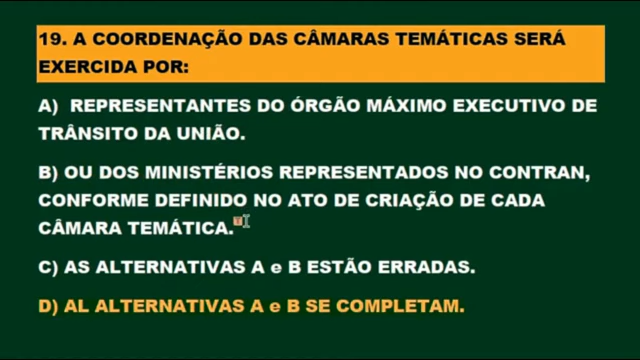 19. A COORDENAÇÃO DAS CÂMARAS TEMÁTICAS SERÁ
EXERCIDA POR:
A) REPRESENTANTES DO ÓRGÃO MÁXIMO EXECUTIVO DE
TRÂNSITO DA UNIÃO.
B) OU DOS MINISTÉRIOS REPRESENTADOS NO CONTRAN,
CONFORME DEFINIDO NO ATO DE CRIAÇÃO DE CADA
CÂMARA TEMÁTICA.
C) AS ALTERNATIVAS A e B ESTÃO ERRADAS.
D) AL ALTERNATIVAS A e B SE COMPLETAM.